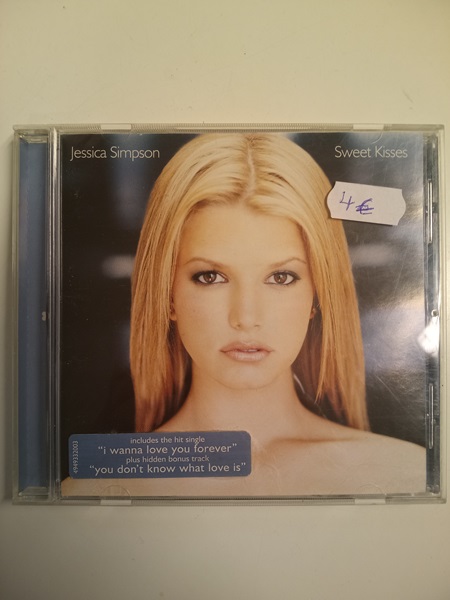 Jessica Simpson
Sweet Kisses
4€
includes the hit single
"i wanna love you forever"
plus hidden bonus track
"you don't know what love is"
4949332003